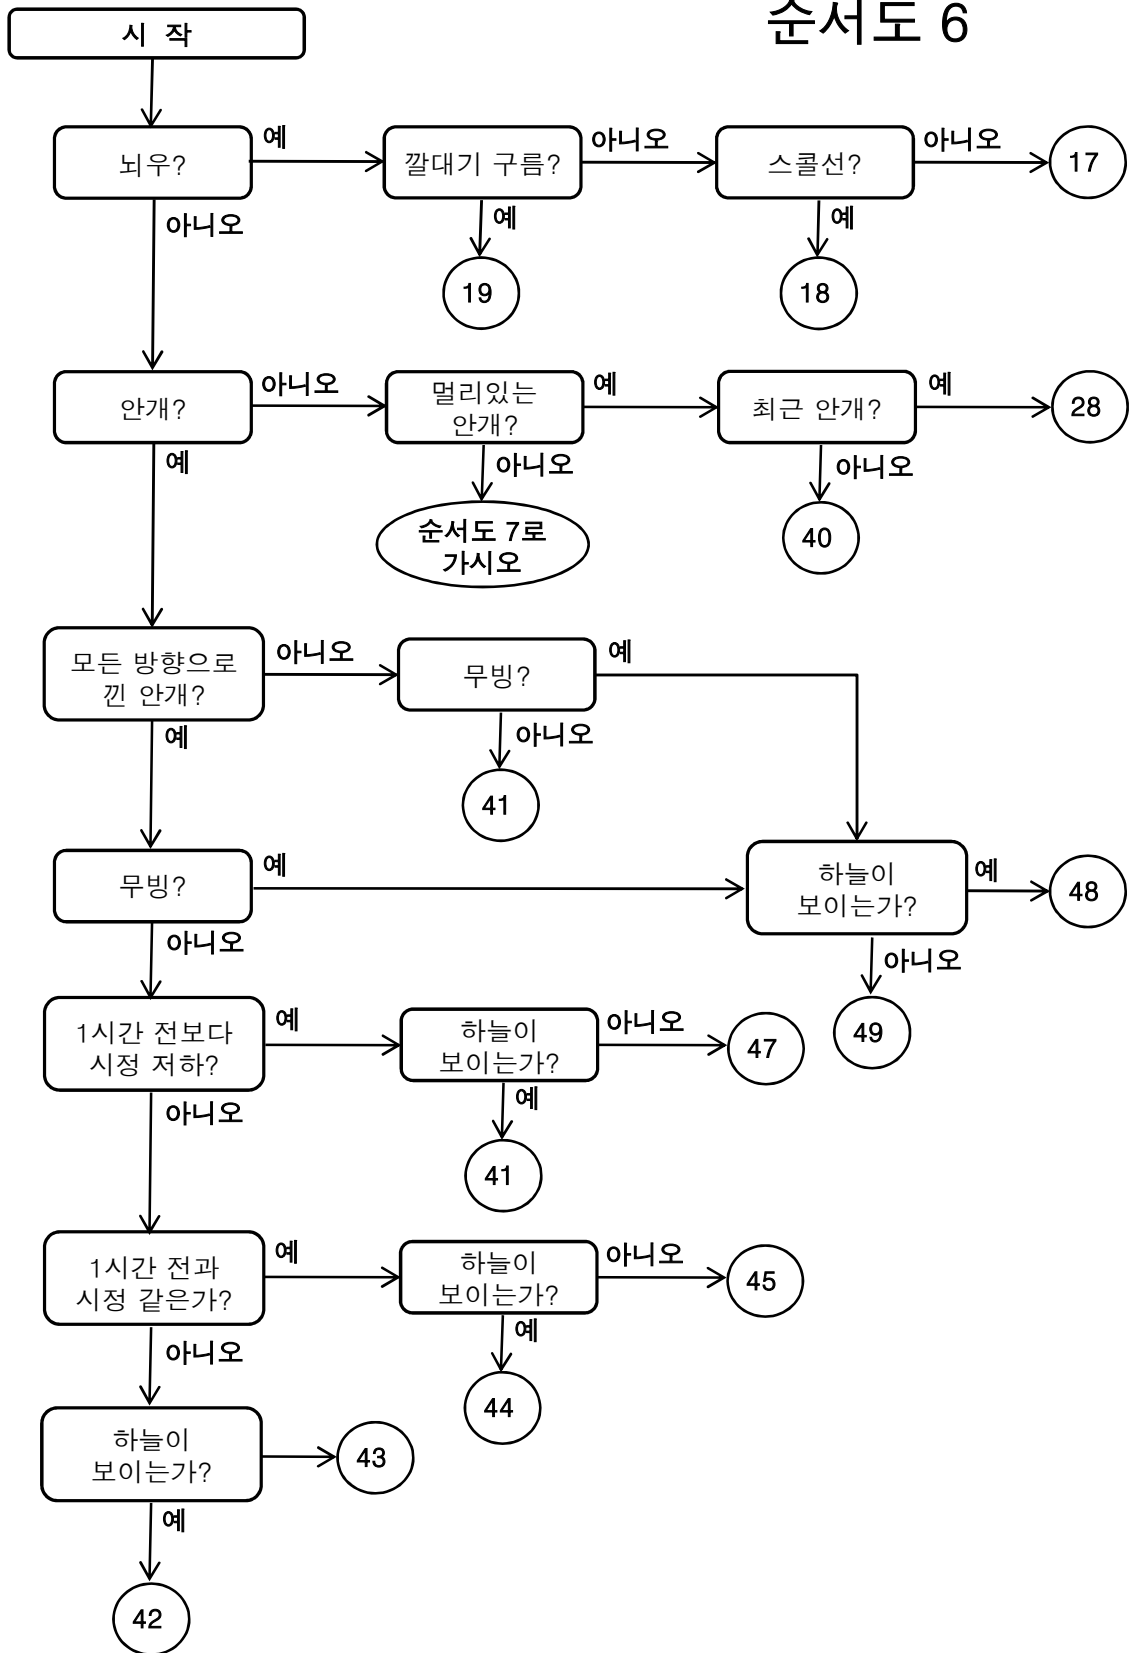 순서도 6
시 작
뇌우?
예
깔대기 구름?
아니오
스콜선?
아니오
17
아니오
예
19
예
18
안개?
아니오
멀리있는
안개?
예
최근 안개?
예
28
예
아니오
순서도 7로
가시오
아니오
40
모든 방향으로
낀 안개?
아니오
무빙?
예
예
아니오
41
무빙?
예
하늘이
보이는가?
예
48
아니오
아니오
49
1시간 전보다
시정 저하?
예
하늘이
보이는가?
아니오
47
아니오
예
41
1시간 전과
시정 같은가?
예
하늘이
보이는가?
아니오
45
아니오
예
44
하늘이
보이는가?
43
예
42